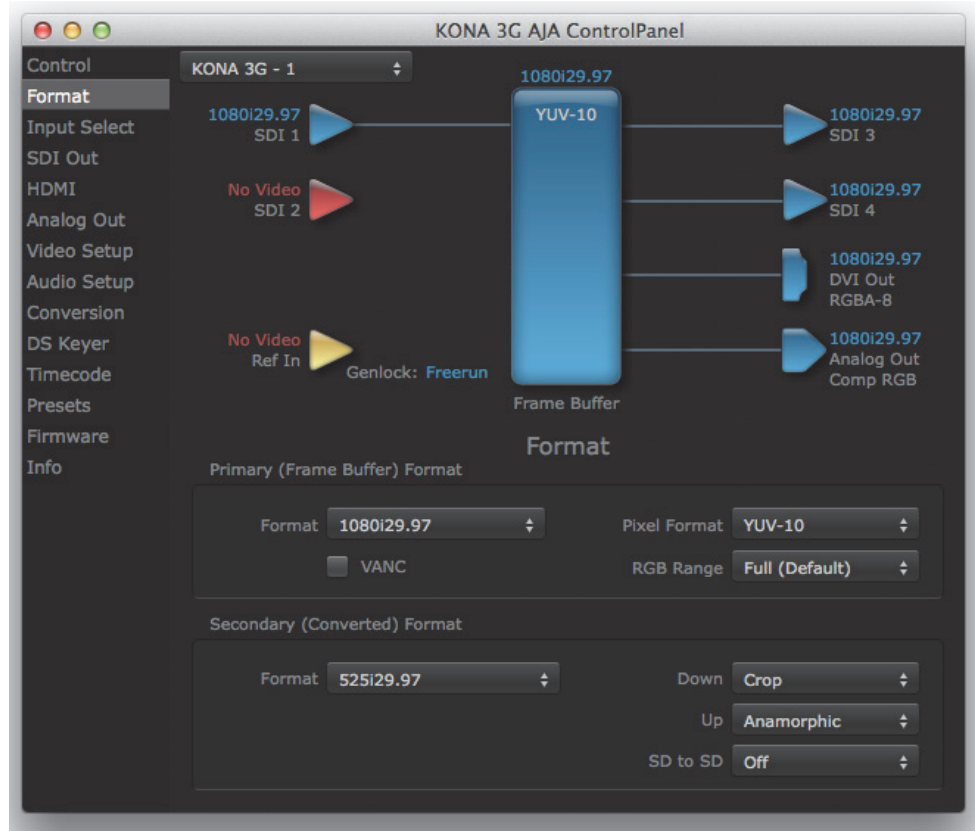 KONA 3G AJA ControlPanel
Control
Format
Input Select
SDI Out
HDMI
Analog Out
Video Setup
Audio Setup
Conversion
DS Keyer
Timecode
Presets
Firmware
Info
KONA 3G - 1
1080i29.97
YUV-10
1080i29.97
SDI 1
No Video
SDI 2
No Video
Ref In
Genlock: Freerun
Frame Buffer
1080i29.97
SDI 3
1080i29.97
SDI 4
1080i29.97
DVI Out
RGBA-8
1080i29.97
Analog Out
Comp RGB
Format
Primary (Frame Buffer) Format
Format 1080i29.97
Pixel Format YUV-10
VANC
RGB Range Full (Default)
Secondary (Converted) Format
Format 525i29.97
Down Crop
Up Anamorphic
SD to SD Off